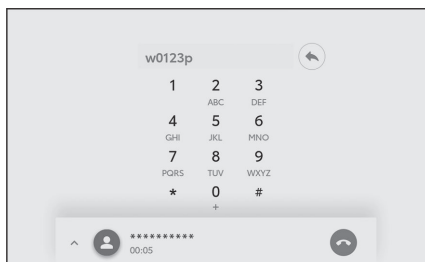 w0123p
1 2 3
ABC DEF
4 5 6
GHI JKL MNO
7 8 9
PQRS TUV WXYZ
* 0 #
+
**********
00:05